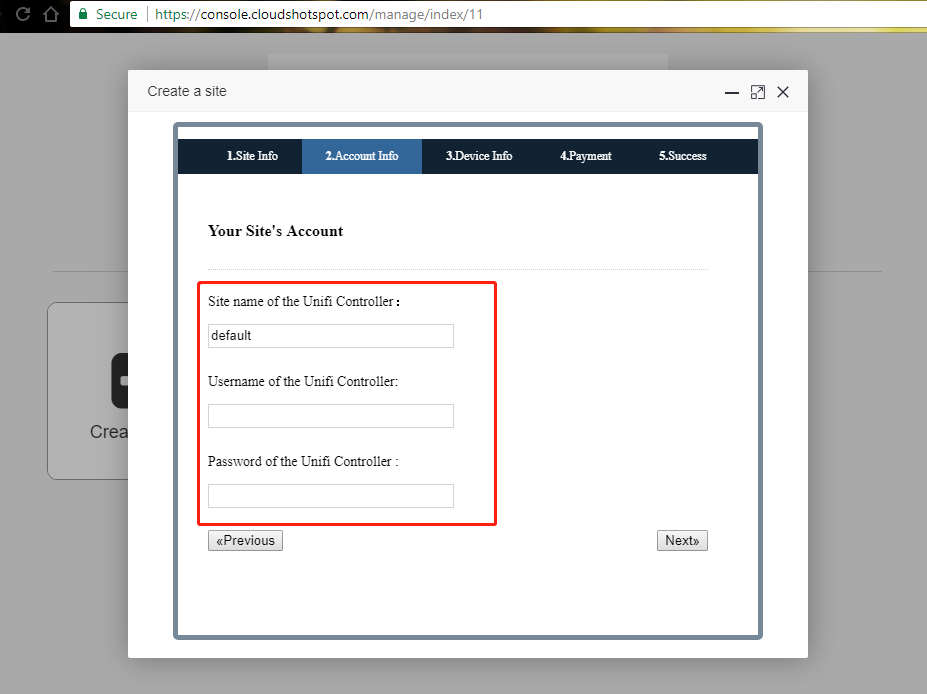 Secure https://console.cloudshotspot.com/manage/index/11
Create a site
1.Site Info 2.Account Info 3.Device Info 4.Payment 5.Success
Your Site's Account
Site name of the Unifi Controller：
default
Username of the Unifi Controller:
Crea
Password of the Unifi Controller :
«Previous Next»